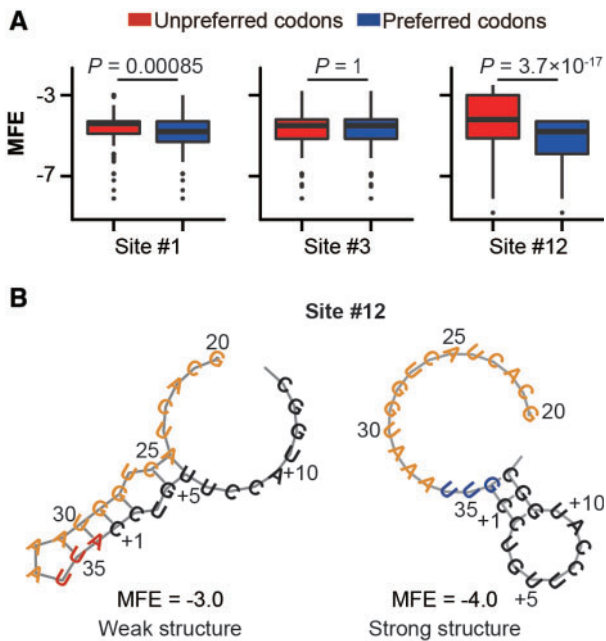 A
Unpreferred codons
Preferred codons
P = 0.00085
P = 1
P = 3.7×10⁻¹⁷
MFE
-3
-7
Site #1
Site #3
Site #12
B
Site #12
20
25
30
35
+1
+5
+10
MFE = -3.0
Weak structure
25
20
30
35
+1
+10
+5
MFE = -4.0
Strong structure